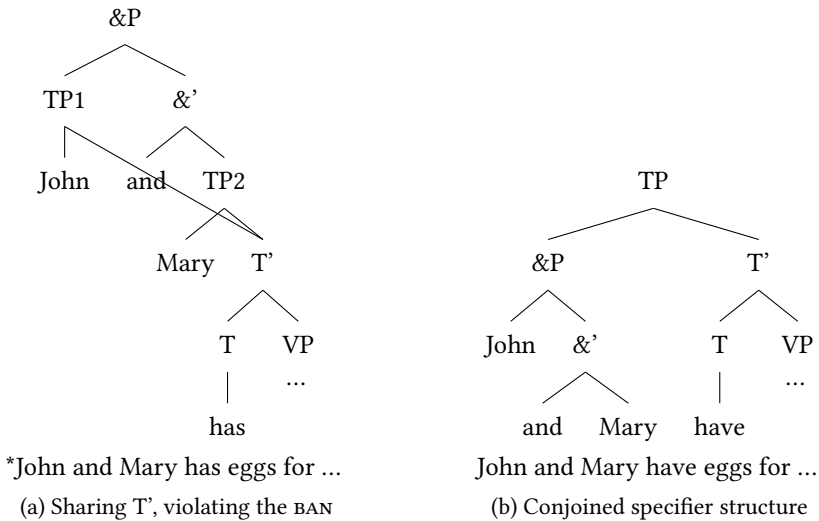 &P
TP1 &’
John and TP2
Mary T’
T VP
...
has
*John and Mary has eggs for ...
(a) Sharing T’, violating the BAN
TP
&P T’
John &’ T VP
...
and Mary have
John and Mary have eggs for ...
(b) Conjoined specifier structure